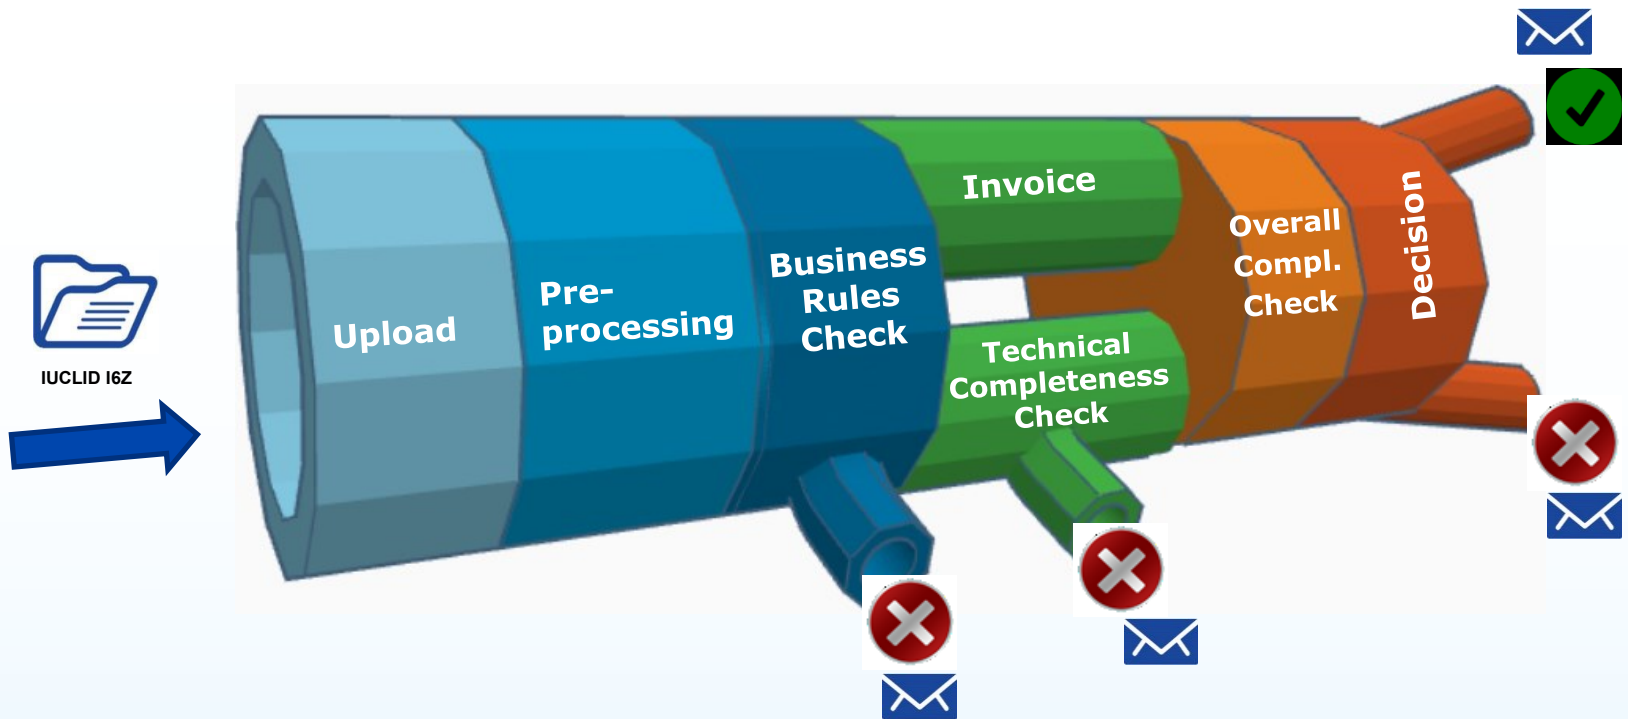 IUCLID I6Z
Upload
Pre-
processing
Business
Rules
Check
Invoice
Technical
Completeness
Check
Overall
Compl.
Check
Decision